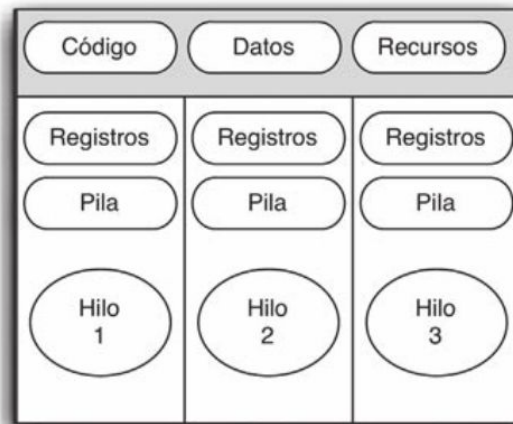 Código Datos Recursos
Registros Registros Registros
Pila Pila Pila
Hilo Hilo Hilo
1 2 3